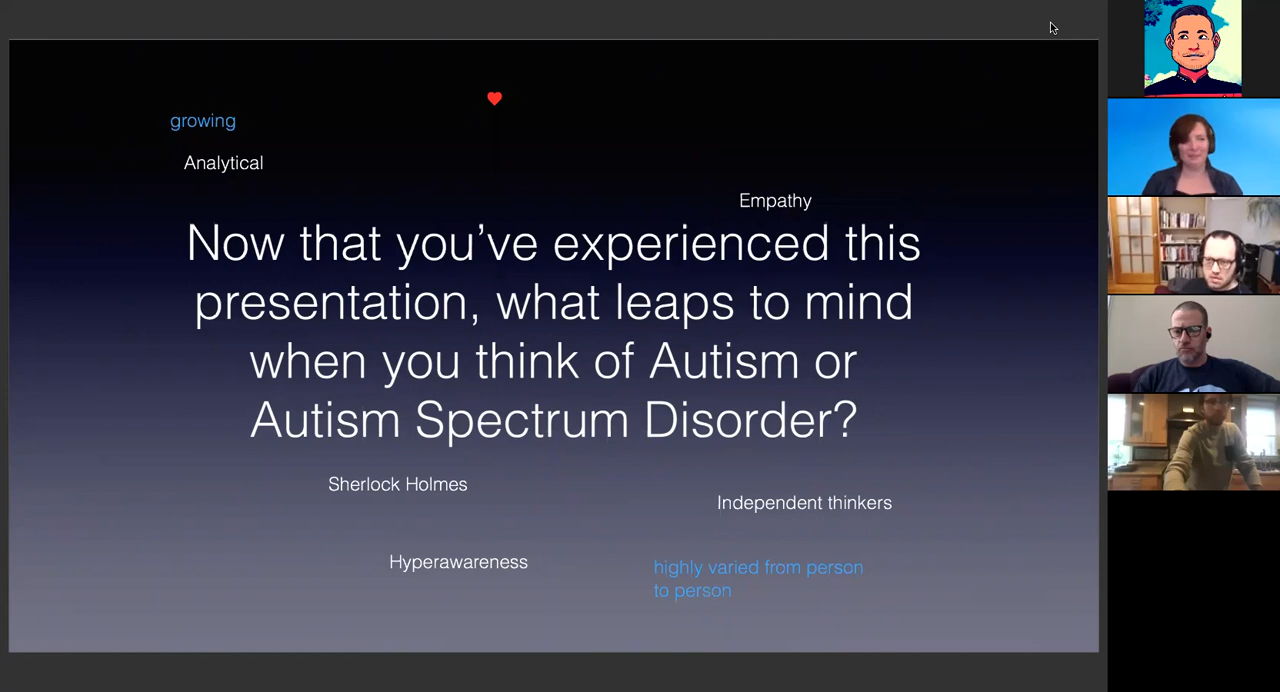 growing
Analytical
Empathy
Now that you’ve experienced this
presentation, what leaps to mind
when you think of Autism or
Autism Spectrum Disorder?
Sherlock Holmes
Independent thinkers
Hyperawareness
highly varied from person
to person